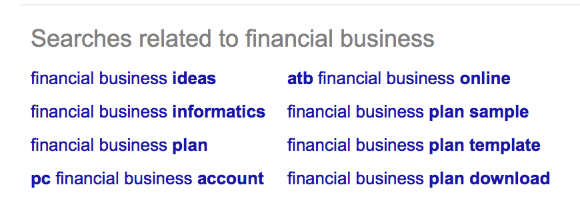 Searches related to financial business
financial business ideas
financial business informatics
financial business plan
pc financial business account
atb financial business online
financial business plan sample
financial business plan template
financial business plan download